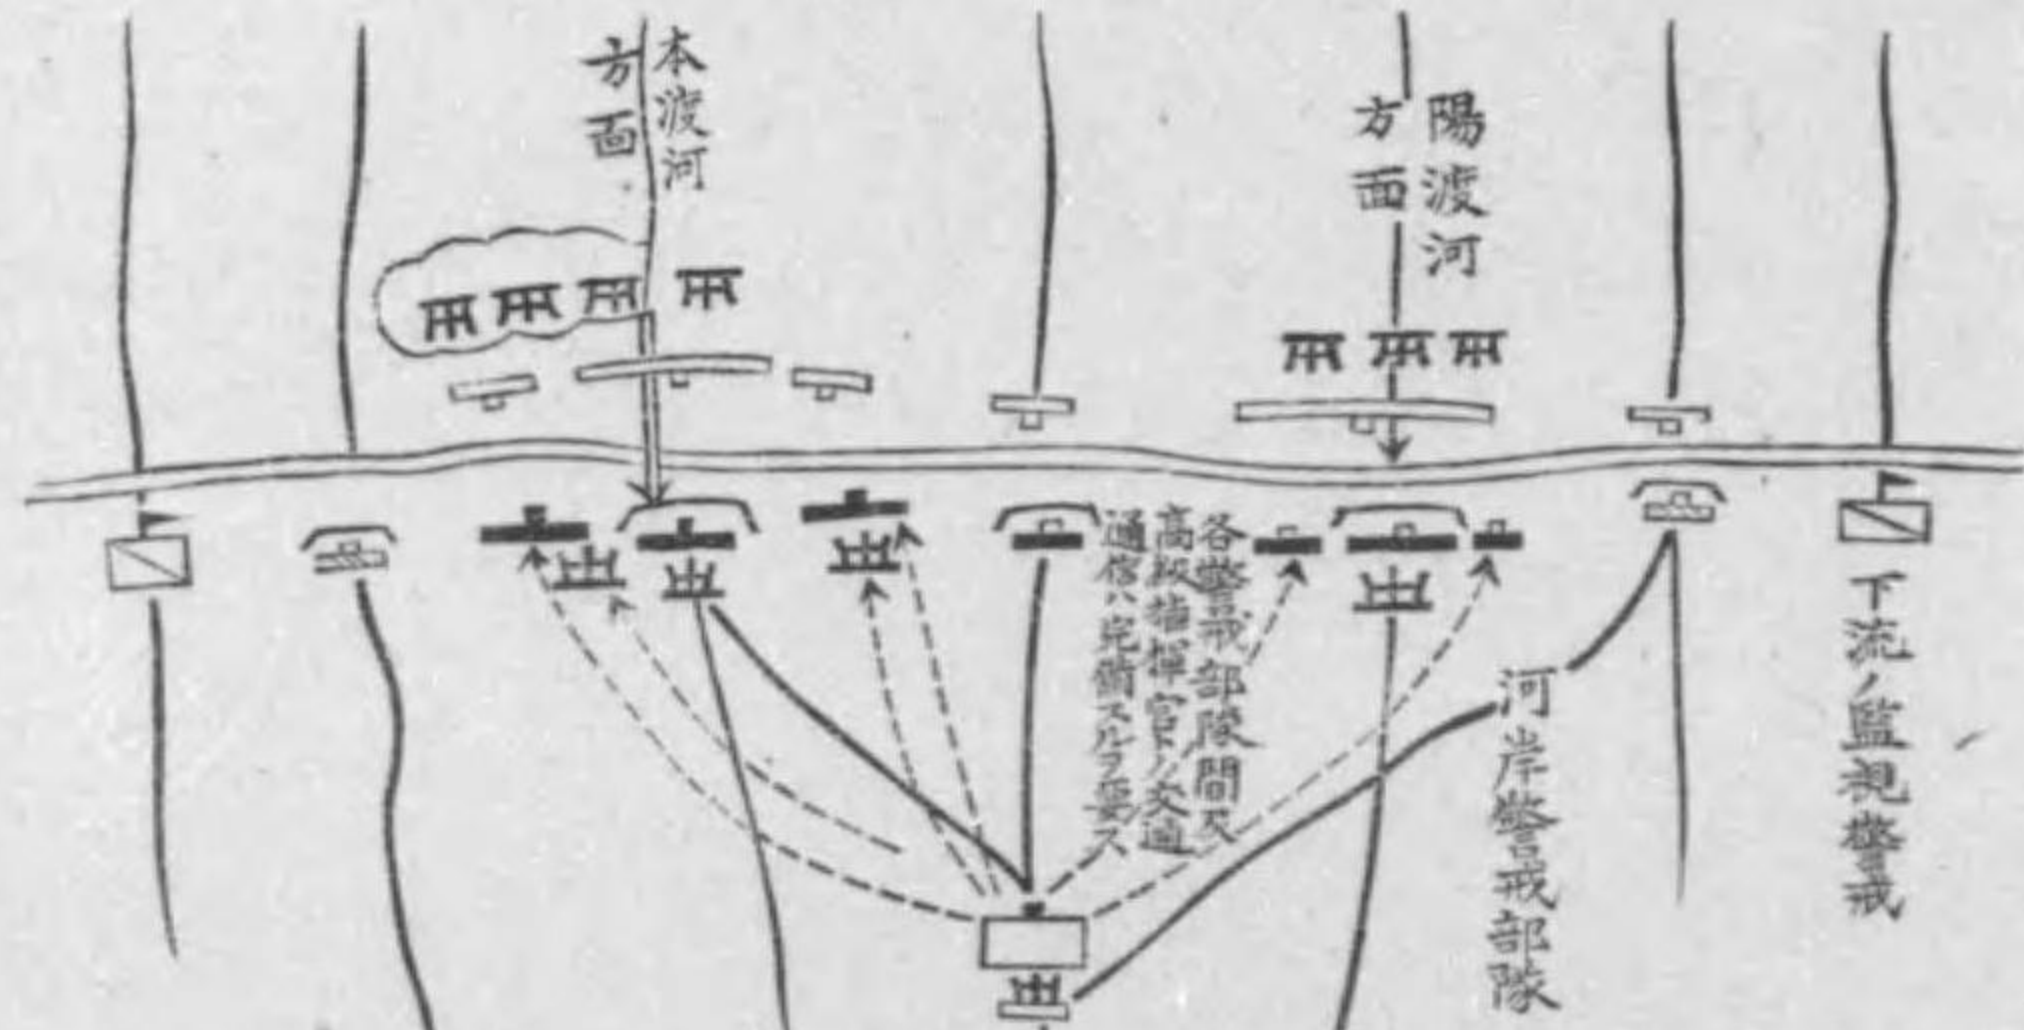 下流ノ監視警戒
河岸警戒部隊
陽渡河
方面
各警戒部隊間及
高級指揮官トノ交通
通信ハ完備スルヲ要ス
本渡河
方面